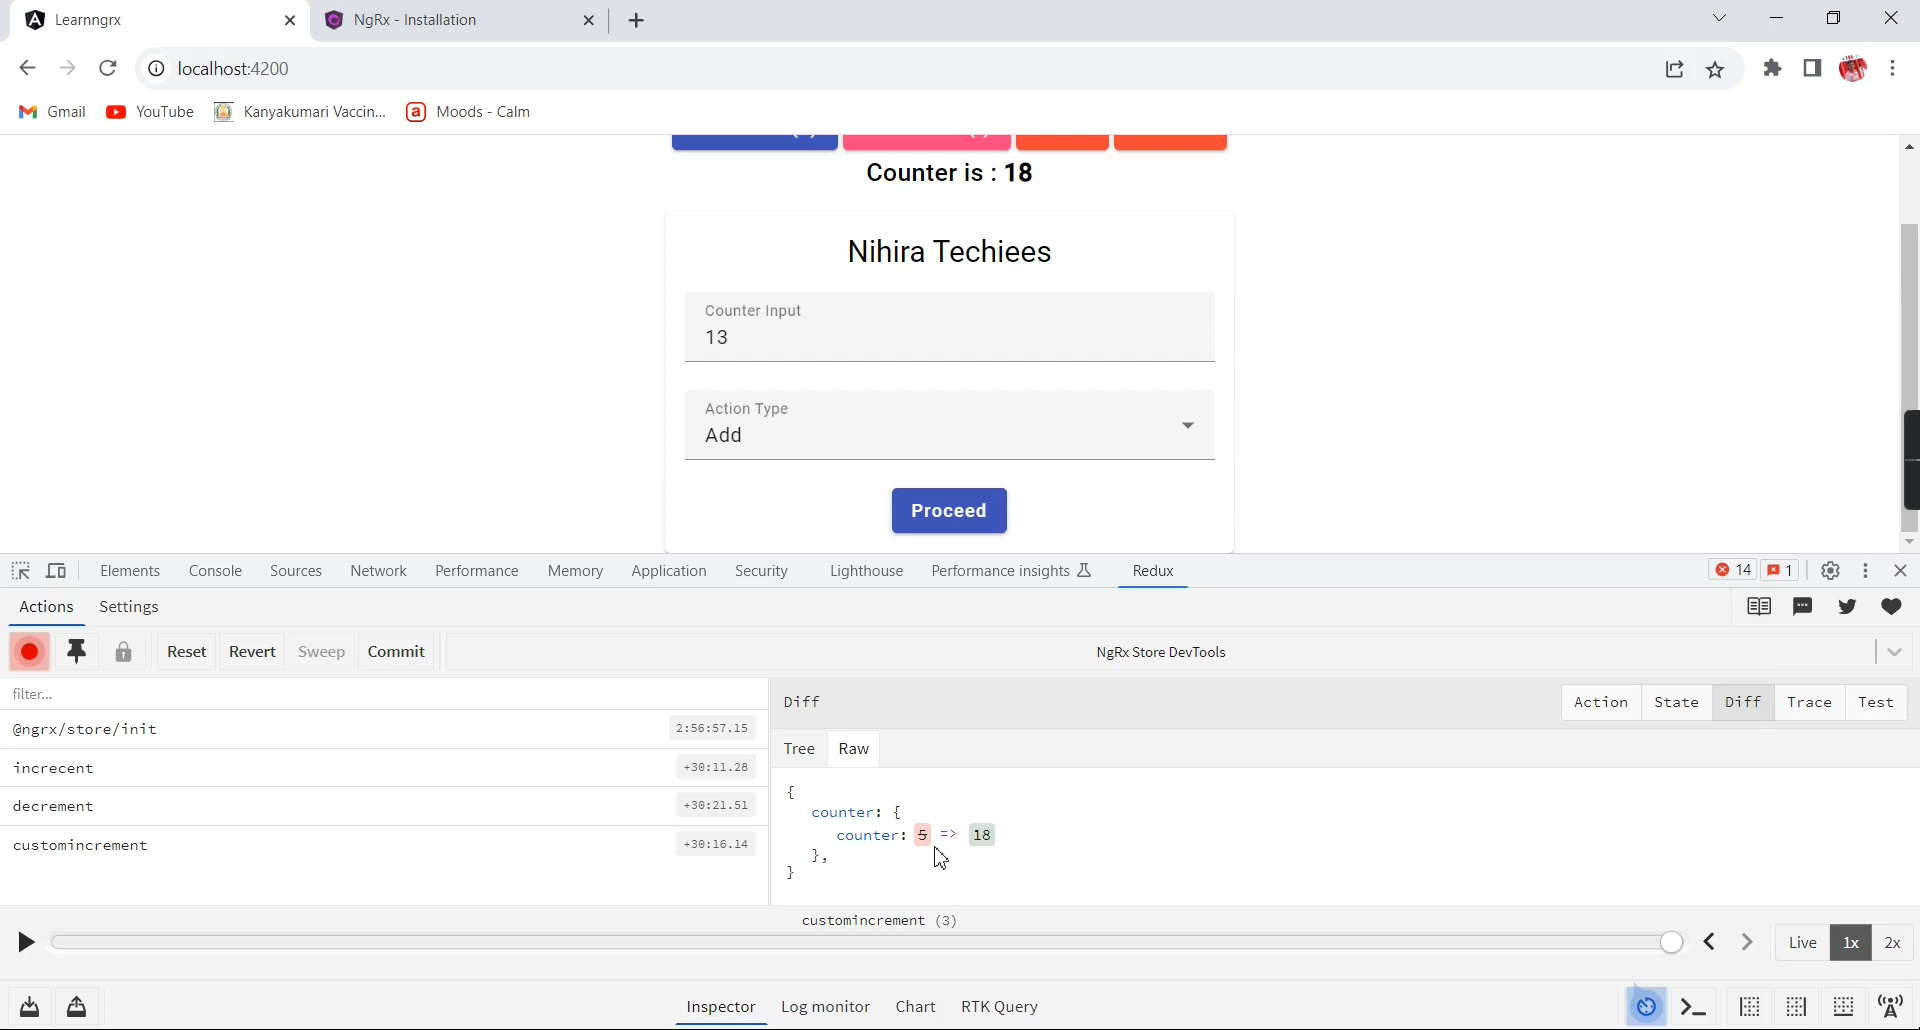 Learnngrx
NgRx - Installation
localhost:4200
Gmail
YouTube
Kanyakumari Vaccin...
a
Moods - Calm
Counter is : 18
Nihira Techiees
Counter Input
13
Action Type
Add
Proceed
Elements
Console
Sources
Network
Performance
Memory
Application
Security
Lighthouse
Performance insights
Redux
14
1
Actions
Settings
Reset
Revert
Sweep
Commit
NgRx Store DevTools
filter...
@ngrx/store/init
2:56:57.15
increcent
+30:11.28
decrement
+30:21.51
customincrement
+30:16.14
Diff
Action
State
Diff
Trace
Test
Tree
Raw
{
counter: {
counter: 5 => 18
},
}
customincrement (3)
Live
1x
2x
Inspector
Log monitor
Chart
RTK Query